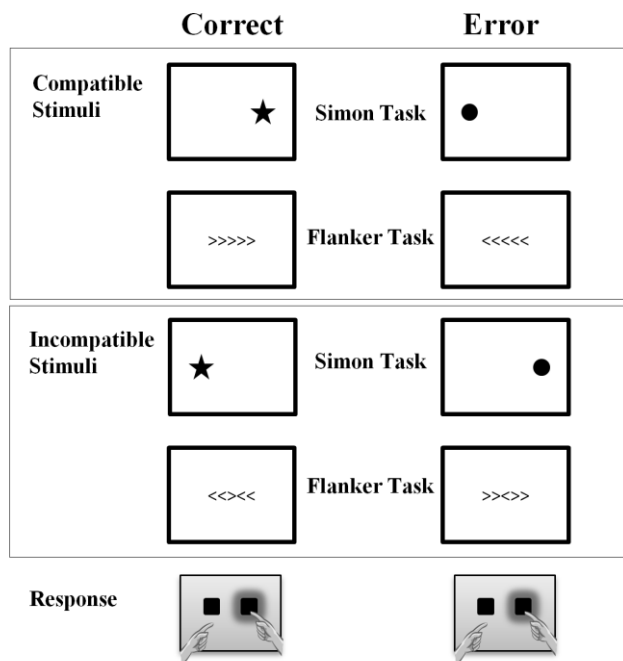 Correct Error
Compatible
Stimuli
Simon Task
>>>>> Flanker Task <<<<<
Incompatible
Stimuli
Simon Task
<<><< Flanker Task >><>>
Response